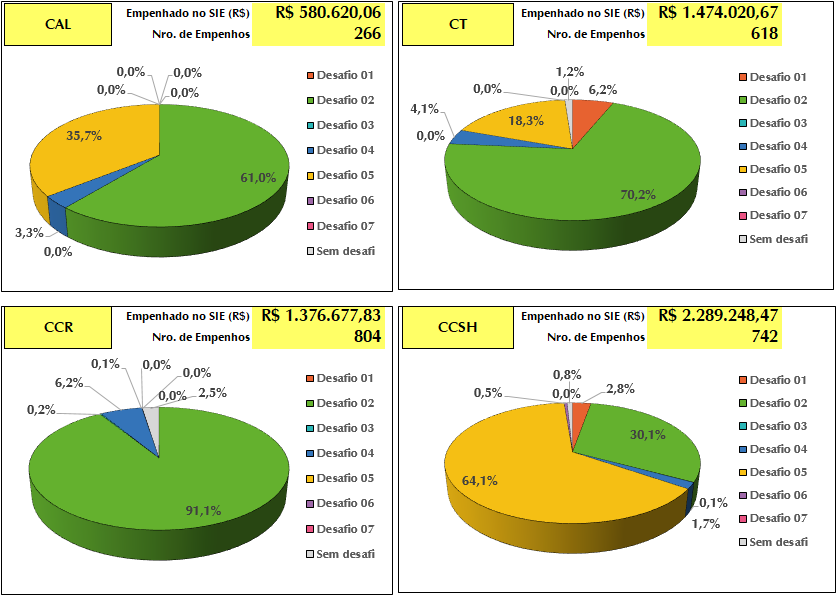 CAL
Empenhado no SIE (R$) R$ 580.620,06
Nro. de Empenhos 266
0,0% 0,0%
0,0% 0,0%
35,7%
61,0%
3,3%
0,0%
Desafio 01
Desafio 02
Desafio 03
Desafio 04
Desafio 05
Desafio 06
Desafio 07
Sem desafi
CT
Empenhado no SIE (R$) R$ 1.474.020,67
Nro. de Empenhos 618
1,2%
0,0% 0,0% 6,2%
4,1%
18,3%
0,0%
70,2%
Desafio 01
Desafio 02
Desafio 03
Desafio 04
Desafio 05
Desafio 06
Desafio 07
Sem desafi
CCR
Empenhado no SIE (R$) R$ 1.376.677,83
Nro. de Empenhos 804
0,1% 0,0%
6,2% 0,0%
0,0% 2,5%
0,2%
91,1%
Desafio 01
Desafio 02
Desafio 03
Desafio 04
Desafio 05
Desafio 06
Desafio 07
Sem desafi
CCSH
Empenhado no SIE (R$) R$ 2.289.248,47
Nro. de Empenhos 742
0,8%
0,5% 0,0% 2,8%
30,1%
64,1%
0,1%
1,7%
Desafio 01
Desafio 02
Desafio 03
Desafio 04
Desafio 05
Desafio 06
Desafio 07
Sem desafi